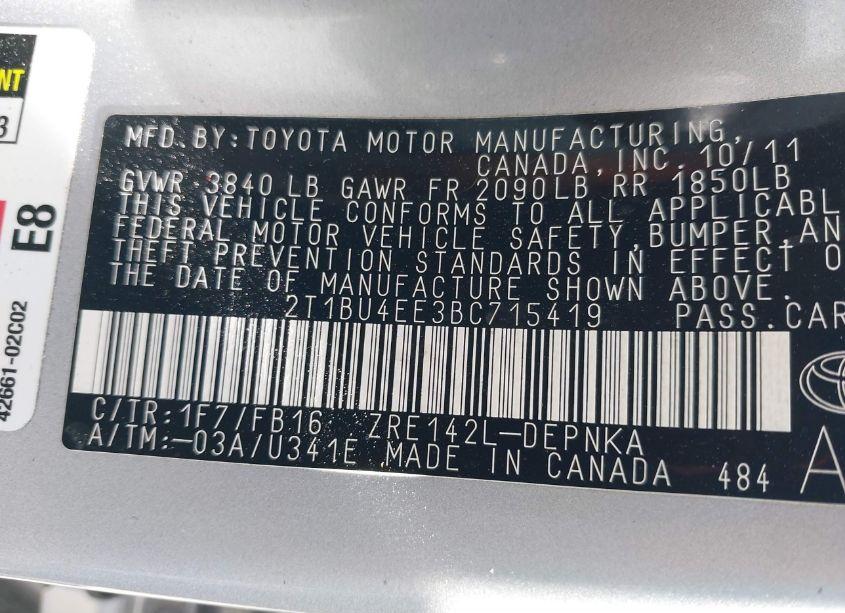 NT
3
E8
42661-02C02
MFD. BY: TOYOTA MOTOR MANUFACTURING,
CANADA, INC. 10/11
GVWR 3840 LB GAWR FR 2090LB RR 1850LB
THIS VEHICLE CONFORMS TO ALL APPLICABL
FEDERAL MOTOR VEHICLE SAFETY, BUMPER, AN
THEFT PREVENTION STANDARDS IN EFFECT O
THE DATE OF MANUFACTURE SHOWN ABOVE.
2T1BU4EE3BC715419 PASS.CAR
C/TR: 1F7/FB16 ZRE142L-DEPNKA
A/TM:-03A/U341E MADE IN CANADA 484 A